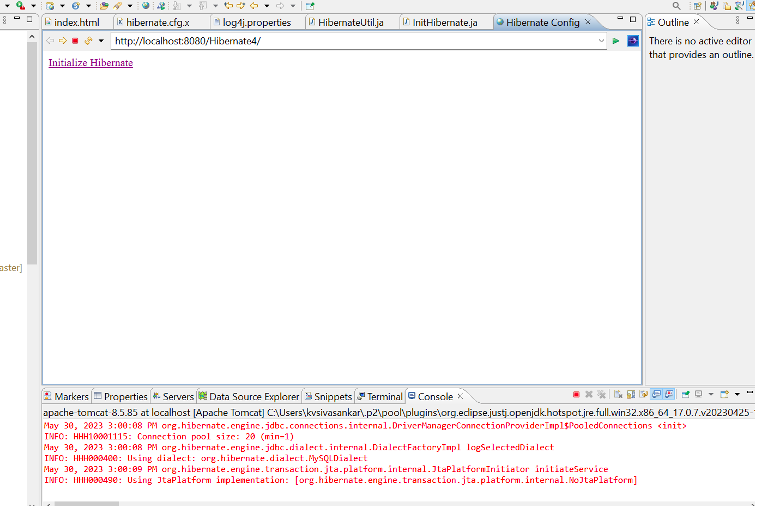 index.html
hibernate.cfg.x
log4j.properties
HibernateUtil.ja
InitHibernate.ja
Hibernate Config
Outline
http://localhost:8080/Hibernate4/
There is no active editor
that provides an outline.
Initialize Hibernate
aster]
Markers
Properties
Servers
Data Source Explorer
Snippets
Terminal
Console
apache-tomcat-8.5.85 at localhost [Apache Tomcat] C:\Users\kvsivasankar\.p2\pool\plugins\org.eclipse.justj.openjdk.hotspot.jre.full.win32.x86_64_17.0.7.v20230425-1
May 30, 2023 3:00:08 PM org.hibernate.engine.jdbc.connections.internal.DriverManagerConnectionProviderImpl$PooledConnections <init>
INFO: HHH10001115: Connection pool size: 20 (min=1)
May 30, 2023 3:00:08 PM org.hibernate.engine.jdbc.dialect.internal.DialectFactoryImpl logSelectedDialect
INFO: HHH000400: Using dialect: org.hibernate.dialect.MySQLDialect
May 30, 2023 3:00:09 PM org.hibernate.engine.transaction.jta.platform.internal.JtaPlatformInitiator initiateService
INFO: HHH000490: Using JtaPlatform implementation: [org.hibernate.engine.transaction.jta.platform.internal.NoJtaPlatform]